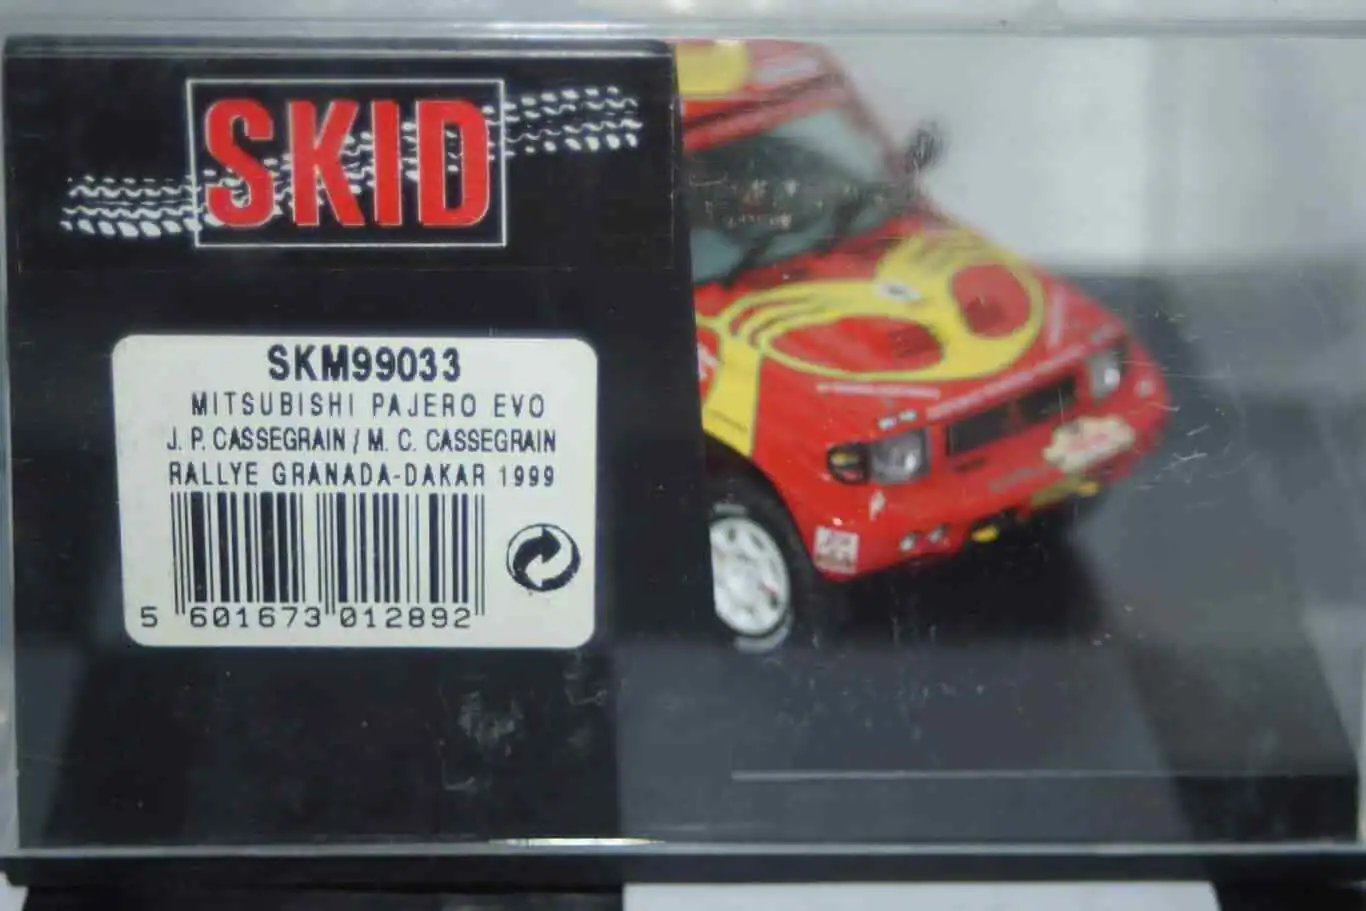 SKID
SKM99033
MITSUBISHI PAJERO EVO
J. P. CASSEGRAIN / M. C. CASSEGRAIN
RALLYE GRANADA-DAKAR 1999
5 601673 012892